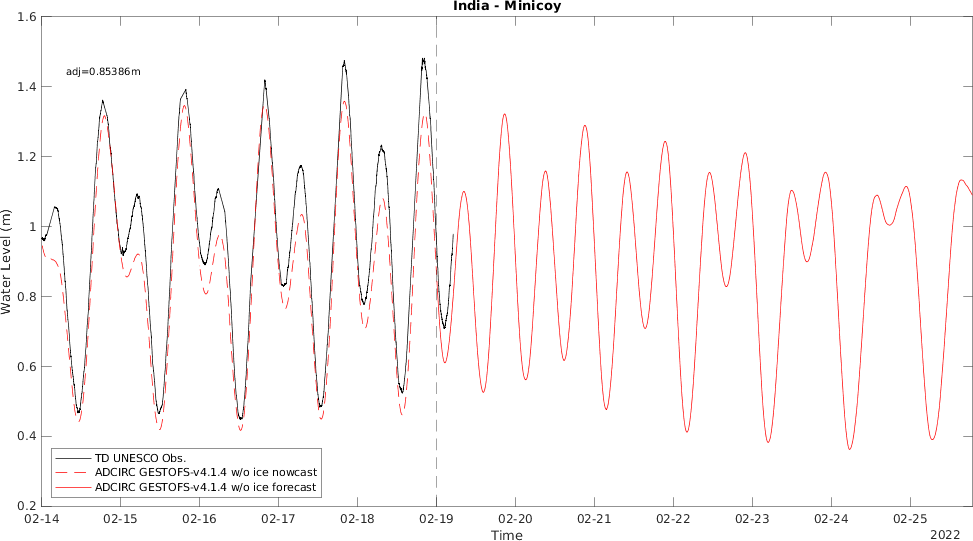 India - Minicoy
adj=0.85386m
Water Level (m)
1.6
1.4
1.2
1
0.8
0.6
0.4
0.2
TD UNESCO Obs.
ADCIRC GESTOFS-v4.1.4 w/o ice nowcast
ADCIRC GESTOFS-v4.1.4 w/o ice forecast
02-14 02-15 02-16 02-17 02-18 02-19 02-20 02-21 02-22 02-23 02-24 02-25
Time
2022